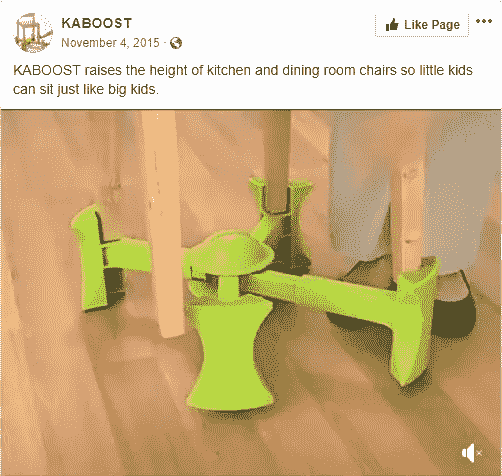 KABOOST
November 4, 2015 ·
Like Page
KABOOST raises the height of kitchen and dining room chairs so little kids
can sit just like big kids.